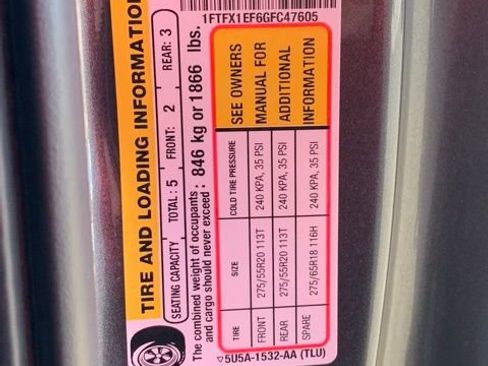 1FTFX1EF6GFC47605
TIRE AND LOADING INFORMATION
SEATING CAPACITY TOTAL: 5 FRONT: 2 REAR: 3
The combined weight of occupants
and cargo should never exceed : 846 kg or 1866 lbs.
TIRE SIZE COLD TIRE PRESSURE
FRONT 275/55R20 113T 240 KPA, 35 PSI
REAR 275/55R20 113T 240 KPA, 35 PSI
SPARE 275/65R18 116H 240 KPA, 35 PSI
SEE OWNERS
MANUAL FOR
ADDITIONAL
INFORMATION
▽5U5A-1532-AA (TLU)